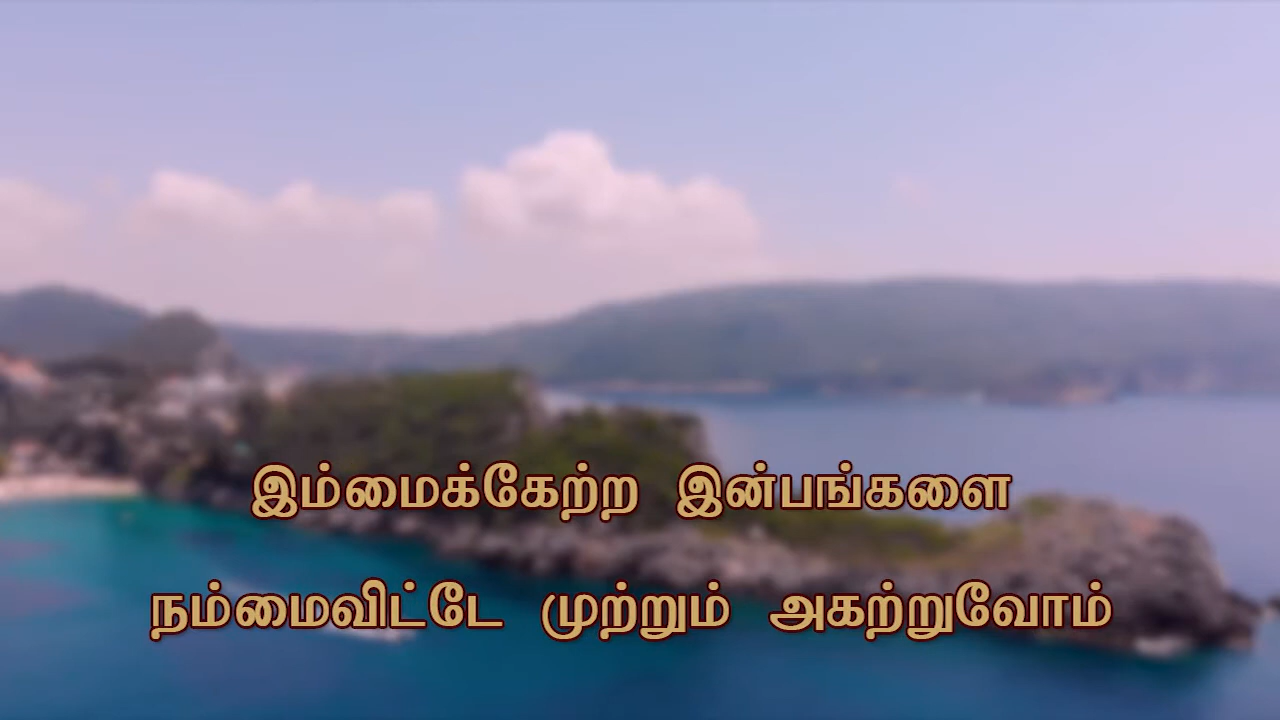 இம்மைக்கேற்ற இன்பங்களை
நம்மைவிட்டே முற்றும் அகற்றுவோம்